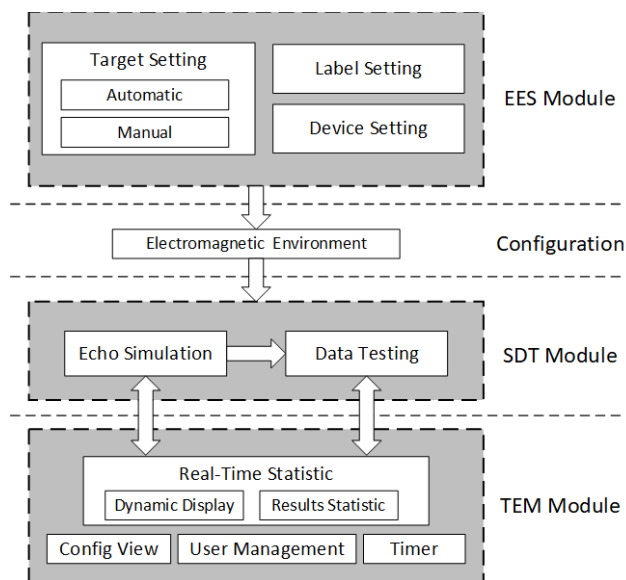 Target Setting
Automatic
Manual
Label Setting
Device Setting
EES Module
Electromagnetic Environment
Configuration
Echo Simulation
Data Testing
SDT Module
Real-Time Statistic
Dynamic Display
Results Statistic
TEM Module
Config View
User Management
Timer